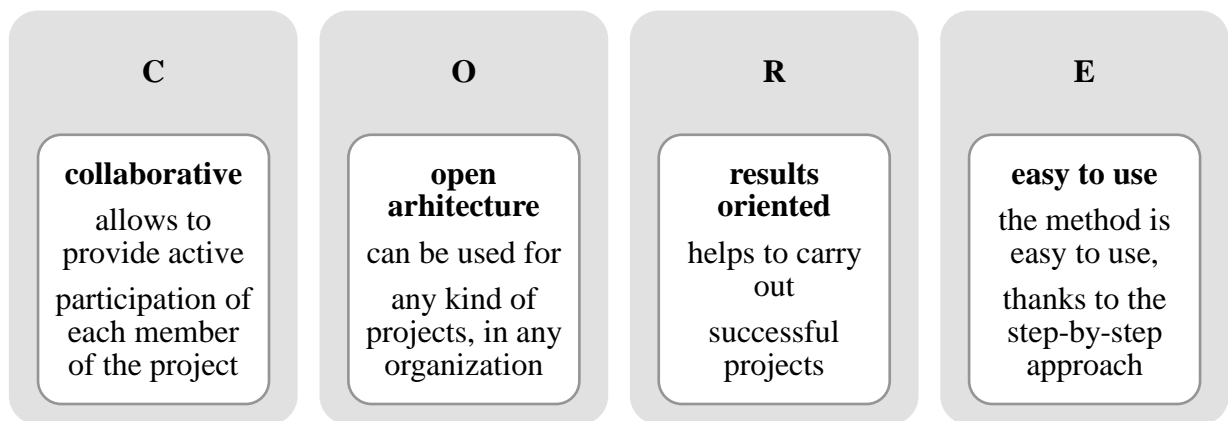 C
collaborative
allows to
provide active
participation of
each member
of the project
O
open
arhitecture
can be used for
any kind of
projects, in any
organization
R
results
oriented
helps to carry
out
successful
projects
E
easy to use
the method is
easy to use,
thanks to the
step-by-step
approach